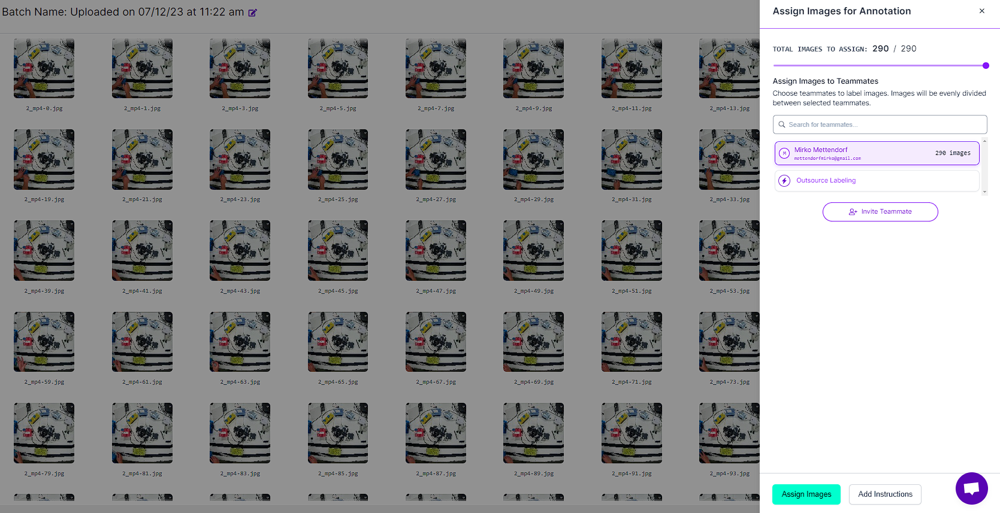 Batch Name: Uploaded on 07/12/23 at 11:22 am
2_mp4-0.jpg 2_mp4-1.jpg 2_mp4-3.jpg 2_mp4-5.jpg 2_mp4-7.jpg 2_mp4-9.jpg 2_mp4-11.jpg 2_mp4-13.jpg
2_mp4-19.jpg 2_mp4-21.jpg 2_mp4-23.jpg 2_mp4-25.jpg 2_mp4-27.jpg 2_mp4-29.jpg 2_mp4-31.jpg 2_mp4-33.jpg
2_mp4-39.jpg 2_mp4-41.jpg 2_mp4-43.jpg 2_mp4-45.jpg 2_mp4-47.jpg 2_mp4-49.jpg 2_mp4-51.jpg 2_mp4-53.jpg
2_mp4-59.jpg 2_mp4-61.jpg 2_mp4-63.jpg 2_mp4-65.jpg 2_mp4-67.jpg 2_mp4-69.jpg 2_mp4-71.jpg 2_mp4-73.jpg
2_mp4-79.jpg 2_mp4-81.jpg 2_mp4-83.jpg 2_mp4-85.jpg 2_mp4-87.jpg 2_mp4-89.jpg 2_mp4-91.jpg 2_mp4-93.jpg
Assign Images for Annotation
TOTAL IMAGES TO ASSIGN: 290 / 290
Assign Images to Teammates
Choose teammates to label images. Images will be evenly divided
between selected teammates.
Search for teammates...
M Mirko Mettendorf 290 images
mettendorfmirko@gmail.com
Outsource Labeling
Invite Teammate
Assign Images Add Instructions